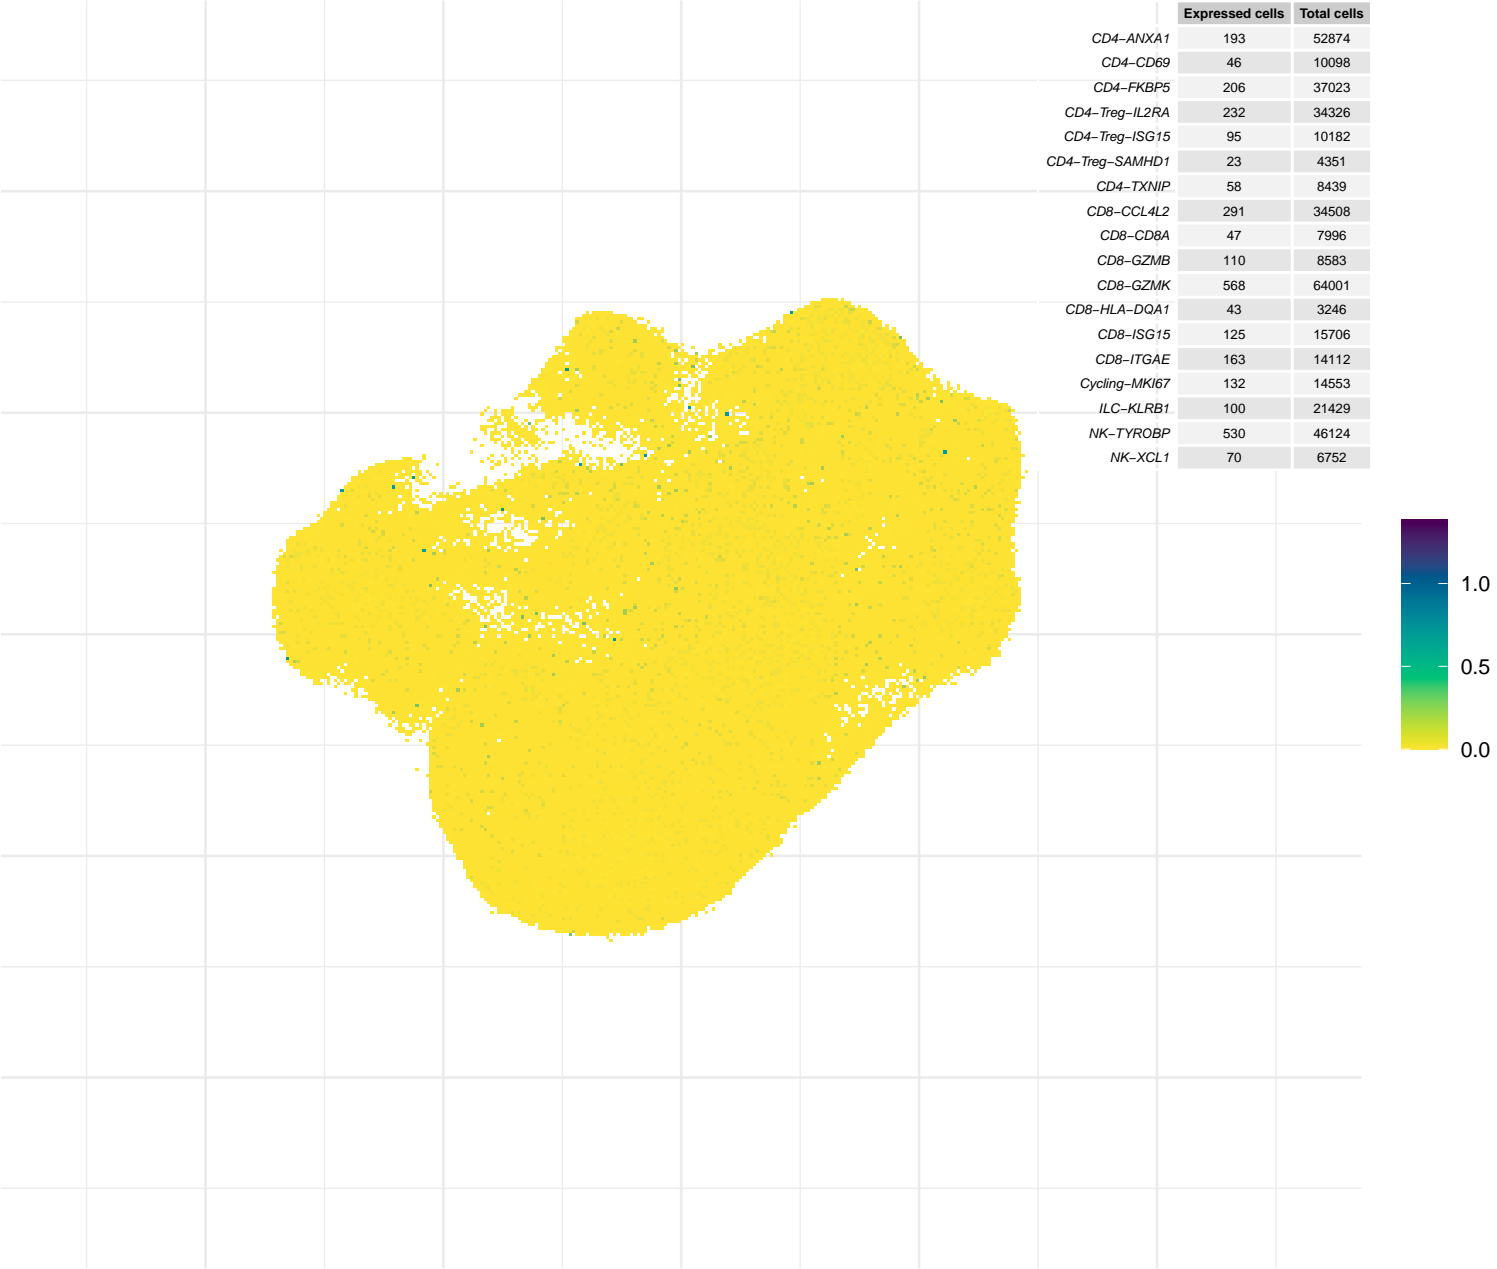 Expressed cells Total cells
CD4−ANXA1 193 52874
CD4−CD69 46 10098
CD4−FKBP5 206 37023
CD4−Treg−IL2RA 232 34326
CD4−Treg−ISG15 95 10182
CD4−Treg−SAMHD1 23 4351
CD4−TXNIP 58 8439
CD8−CCL4L2 291 34508
CD8−CD8A 47 7996
CD8−GZMB 110 8583
CD8−GZMK 568 64001
CD8−HLA−DQA1 43 3246
CD8−ISG15 125 15706
CD8−ITGAE 163 14112
Cycling−MKI67 132 14553
ILC−KLRB1 100 21429
NK−TYROBP 530 46124
NK−XCL1 70 6752
1.0
0.5
0.0